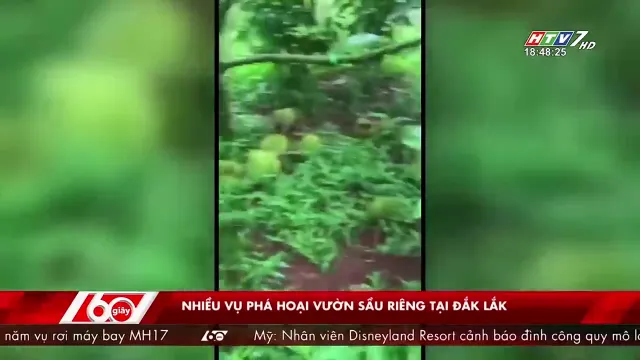 HTV7 HD
18:48:25
60 giây
NHIỀU VỤ PHÁ HOẠI VƯỜN SẦU RIÊNG TẠI ĐẮK LẮK
năm vụ rơi máy bay MH17 60 Mỹ: Nhân viên Disneyland Resort cảnh báo đình công quy mô l